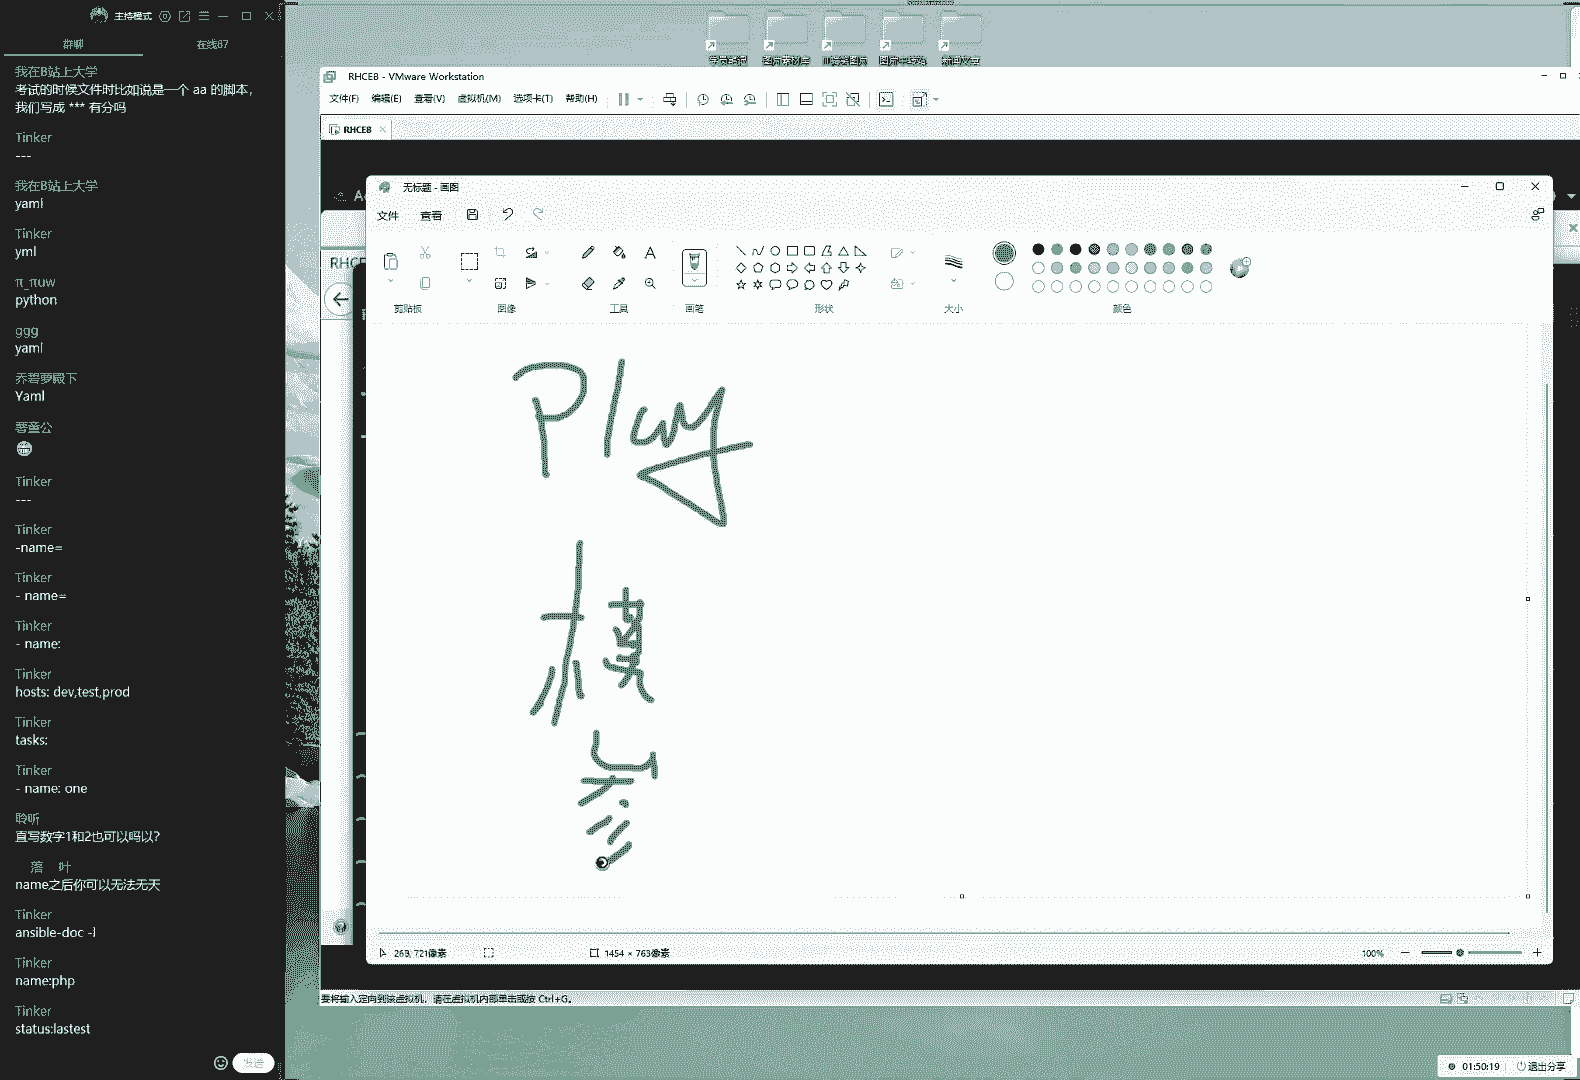 主持模式
群聊
在线67
我在B站上大学
考试的时候文件时比如说是一个 aa 的脚本，
我们写成 *** 有分吗
Tinker
---
我在B站上大学
yaml
Tinker
yml
python
ggg
yaml
乔碧萝殿下
Yaml
Tinker
---
Tinker
-name=
Tinker
- name=
Tinker
- name:
Tinker
hosts: dev,test,prod
Tinker
tasks:
Tinker
- name: one
聆听
直写数字1和2也可以吗以?
落 叶
name之后你可以无法无天
Tinker
ansible-doc -l
Tinker
name:php
Tinker
status:lastest
发送
RHCE8 - VMware Workstation
文件(F) 编辑(E) 查看(V) 虚拟机(M) 选项卡(T) 帮助(H)
RHCE8
无标题 - 画图
文件 查看
剪贴板 图像 工具 画笔 形状 大小 颜色
Play
模
参
263, 721像素
1454 × 763像素
100%
要将输入定向到该虚拟机，请在虚拟机内部单击或按 Ctrl+G。
01:50:19
退出分享